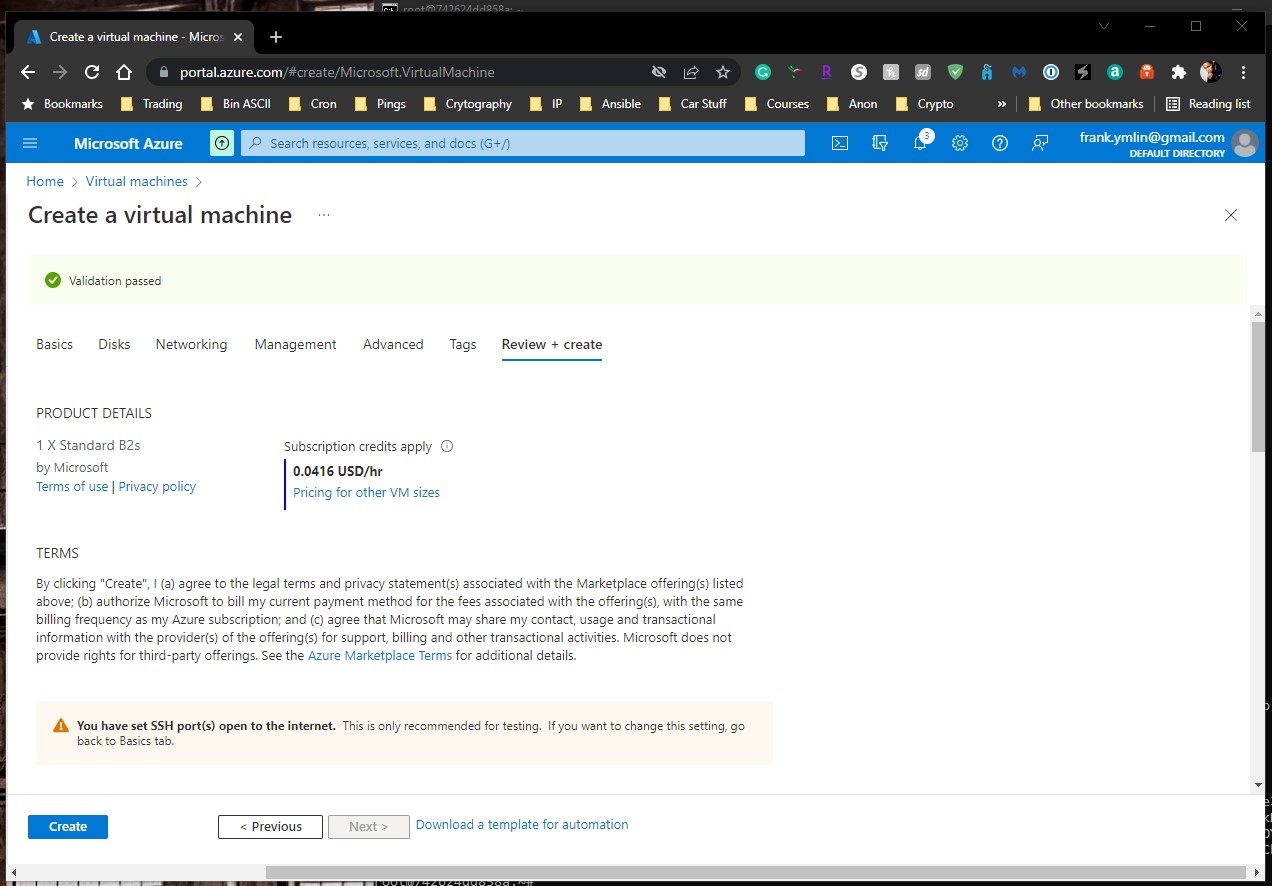 root@742624dd858a: ~
Create a virtual machine - Micros
portal.azure.com/#create/Microsoft.VirtualMachine
Bookmarks Trading Bin ASCII Cron Pings Crytography IP Ansible Car Stuff Courses Anon Crypto » Other bookmarks Reading list
Microsoft Azure Search resources, services, and docs (G+/) 3 frank.ymlin@gmail.com
DEFAULT DIRECTORY
Home > Virtual machines >
Create a virtual machine ...
Validation passed
Basics Disks Networking Management Advanced Tags Review + create
PRODUCT DETAILS
1 X Standard B2s
by Microsoft
Terms of use | Privacy policy
Subscription credits apply
0.0416 USD/hr
Pricing for other VM sizes
TERMS
By clicking "Create", I (a) agree to the legal terms and privacy statement(s) associated with the Marketplace offering(s) listed
above; (b) authorize Microsoft to bill my current payment method for the fees associated with the offering(s), with the same
billing frequency as my Azure subscription; and (c) agree that Microsoft may share my contact, usage and transactional
information with the provider(s) of the offering(s) for support, billing and other transactional activities. Microsoft does not
provide rights for third-party offerings. See the Azure Marketplace Terms for additional details.
You have set SSH port(s) open to the internet. This is only recommended for testing. If you want to change this setting, go
back to Basics tab.
Create < Previous Next > Download a template for automation
root@742624dd858a:~#